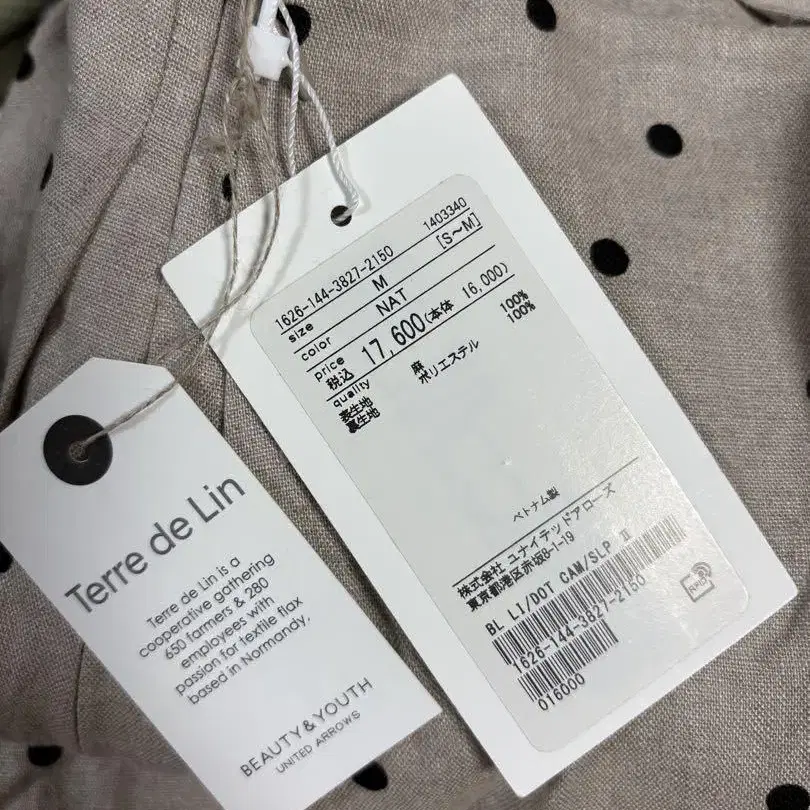 1626-144-3827-2150 1403340
size M [S~M]
color NAT
price 税込 17,600(本体 16,000)
quality
表生地 麻 100%
裏生地 ポリエステル 100%
ベトナム製
株式会社 ユナイテッドアローズ
東京都港区赤坂8-1-19
BL LI/DOT CAM/SLP Ⅱ
1626-144-3827-2150
016000
Terre de Lin
Terre de Lin is a
cooperative gathering
650 farmers & 280
employees with
passion for textile flax
based in Normandy,
BEAUTY&YOUTH
UNITED ARROWS